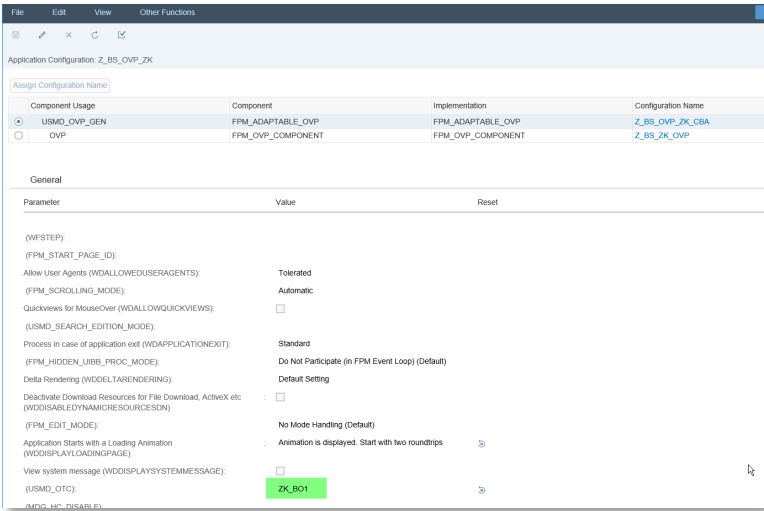 File Edit View Other Functions
Application Configuration: Z_BS_OVP_ZK
Assign Configuration Name
Component Usage Component Implementation Configuration Name
USMD_OVP_GEN FPM_ADAPTABLE_OVP FPM_ADAPTABLE_OVP Z_BS_OVP_ZK_CBA
OVP FPM_OVP_COMPONENT FPM_OVP_COMPONENT Z_BS_ZK_OVP
General
Parameter Value Reset
(WFSTEP):
(FPM_START_PAGE_ID):
Allow User Agents (WDALLOWEDUSERAGENTS): Tolerated
(FPM_SCROLLING_MODE): Automatic
Quickviews for MouseOver (WDALLOWQUICKVIEWS):
(USMD_SEARCH_EDITION_MODE):
Process in case of application exit (WDAPPLICATIONEXIT): Standard
(FPM_HIDDEN_UIBB_PROC_MODE): Do Not Participate (in FPM Event Loop) (Default)
Delta Rendering (WDDELTARENDERING): Default Setting
Deactivate Download Resources for File Download, ActiveX etc :
(WDDISABLEDYNAMICRESOURCESDN)
(FPM_EDIT_MODE): No Mode Handling (Default)
Application Starts with a Loading Animation : Animation is displayed. Start with two roundtrips
(WDDISPLAYLOADINGPAGE)
View system message (WDDISPLAYSYSTEMMESSAGE):
(USMD_OTC): ZK_BO1
(MDG_HC_DISABLE):